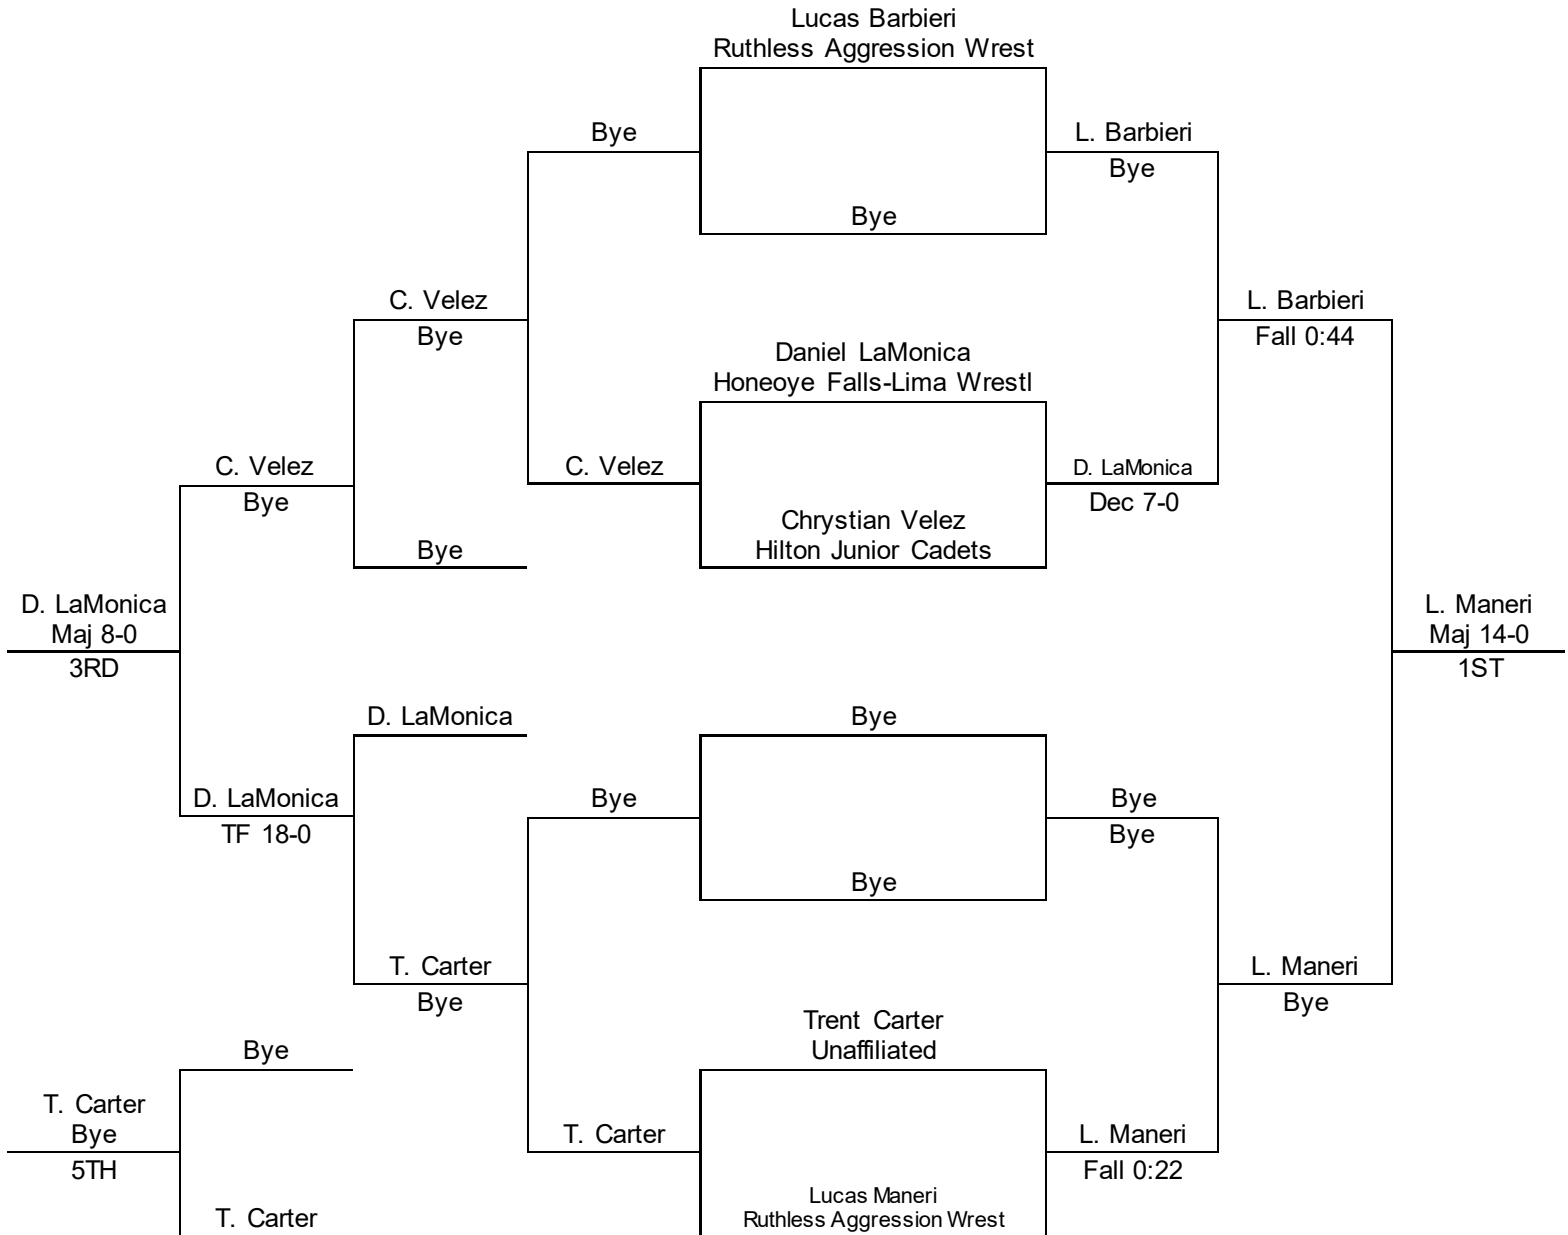 Lucas Barbieri
Ruthless Aggression Wrest
Bye
L. Barbieri
Bye
Bye
C. Velez
Bye
L. Barbieri
Fall 0:44
Daniel LaMonica
Honeoye Falls-Lima Wrestl
C. Velez
Bye
C. Velez
D. LaMonica
Dec 7-0
Chrystian Velez
Hilton Junior Cadets
Bye
D. LaMonica
Maj 8-0
3RD
L. Maneri
Maj 14-0
1ST
D. LaMonica
Bye
D. LaMonica
TF 18-0
Bye
Bye
Bye
Bye
T. Carter
Bye
L. Maneri
Bye
Trent Carter
Unaffiliated
Bye
T. Carter
Bye
5TH
T. Carter
L. Maneri
Fall 0:22
Lucas Maneri
Ruthless Aggression Wrest
T. Carter